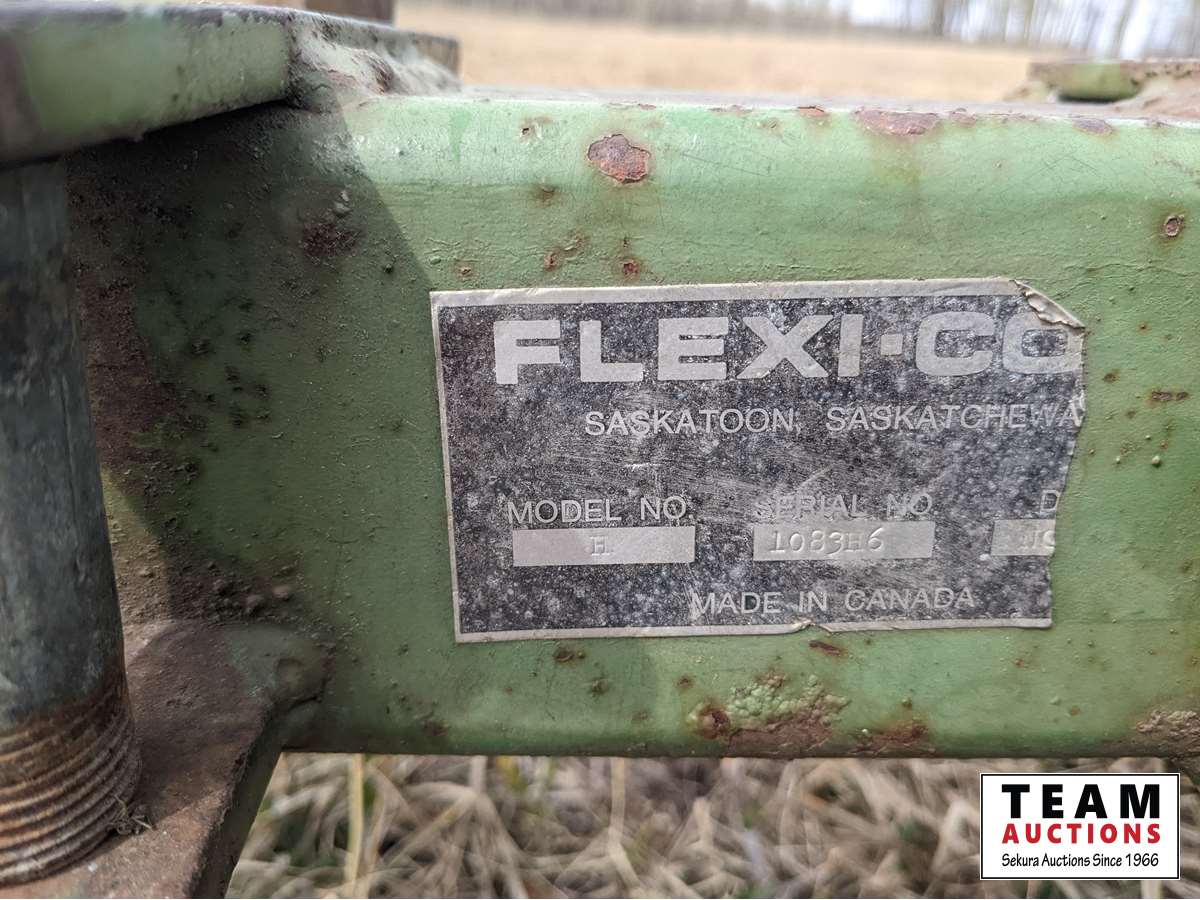 FLEXI·CO
SASKATOON, SASKATCHEWA
MODEL NO. SERIAL NO. D
H 1083H6
MADE IN CANADA
TEAM
AUCTIONS
Sekura Auctions Since 1966